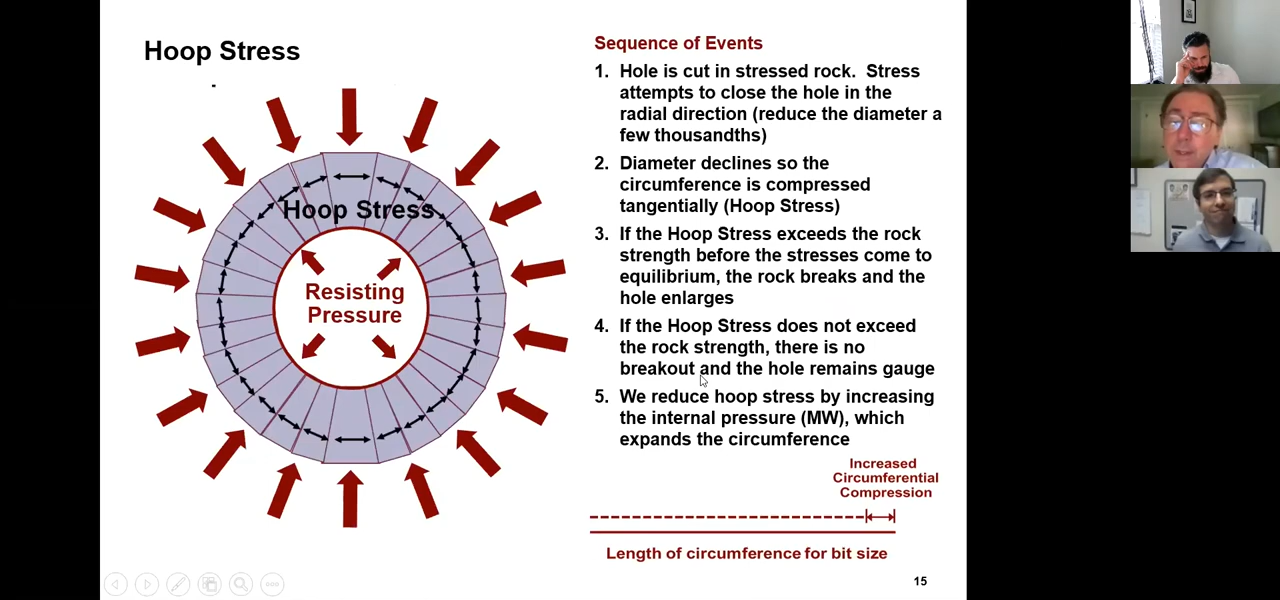 Hoop Stress
Hoop Stress
Resisting
Pressure
Sequence of Events
1. Hole is cut in stressed rock. Stress
attempts to close the hole in the
radial direction (reduce the diameter a
few thousandths)
2. Diameter declines so the
circumference is compressed
tangentially (Hoop Stress)
3. If the Hoop Stress exceeds the rock
strength before the stresses come to
equilibrium, the rock breaks and the
hole enlarges
4. If the Hoop Stress does not exceed
the rock strength, there is no
breakout and the hole remains gauge
5. We reduce hoop stress by increasing
the internal pressure (MW), which
expands the circumference
Increased
Circumferential
Compression
Length of circumference for bit size
15